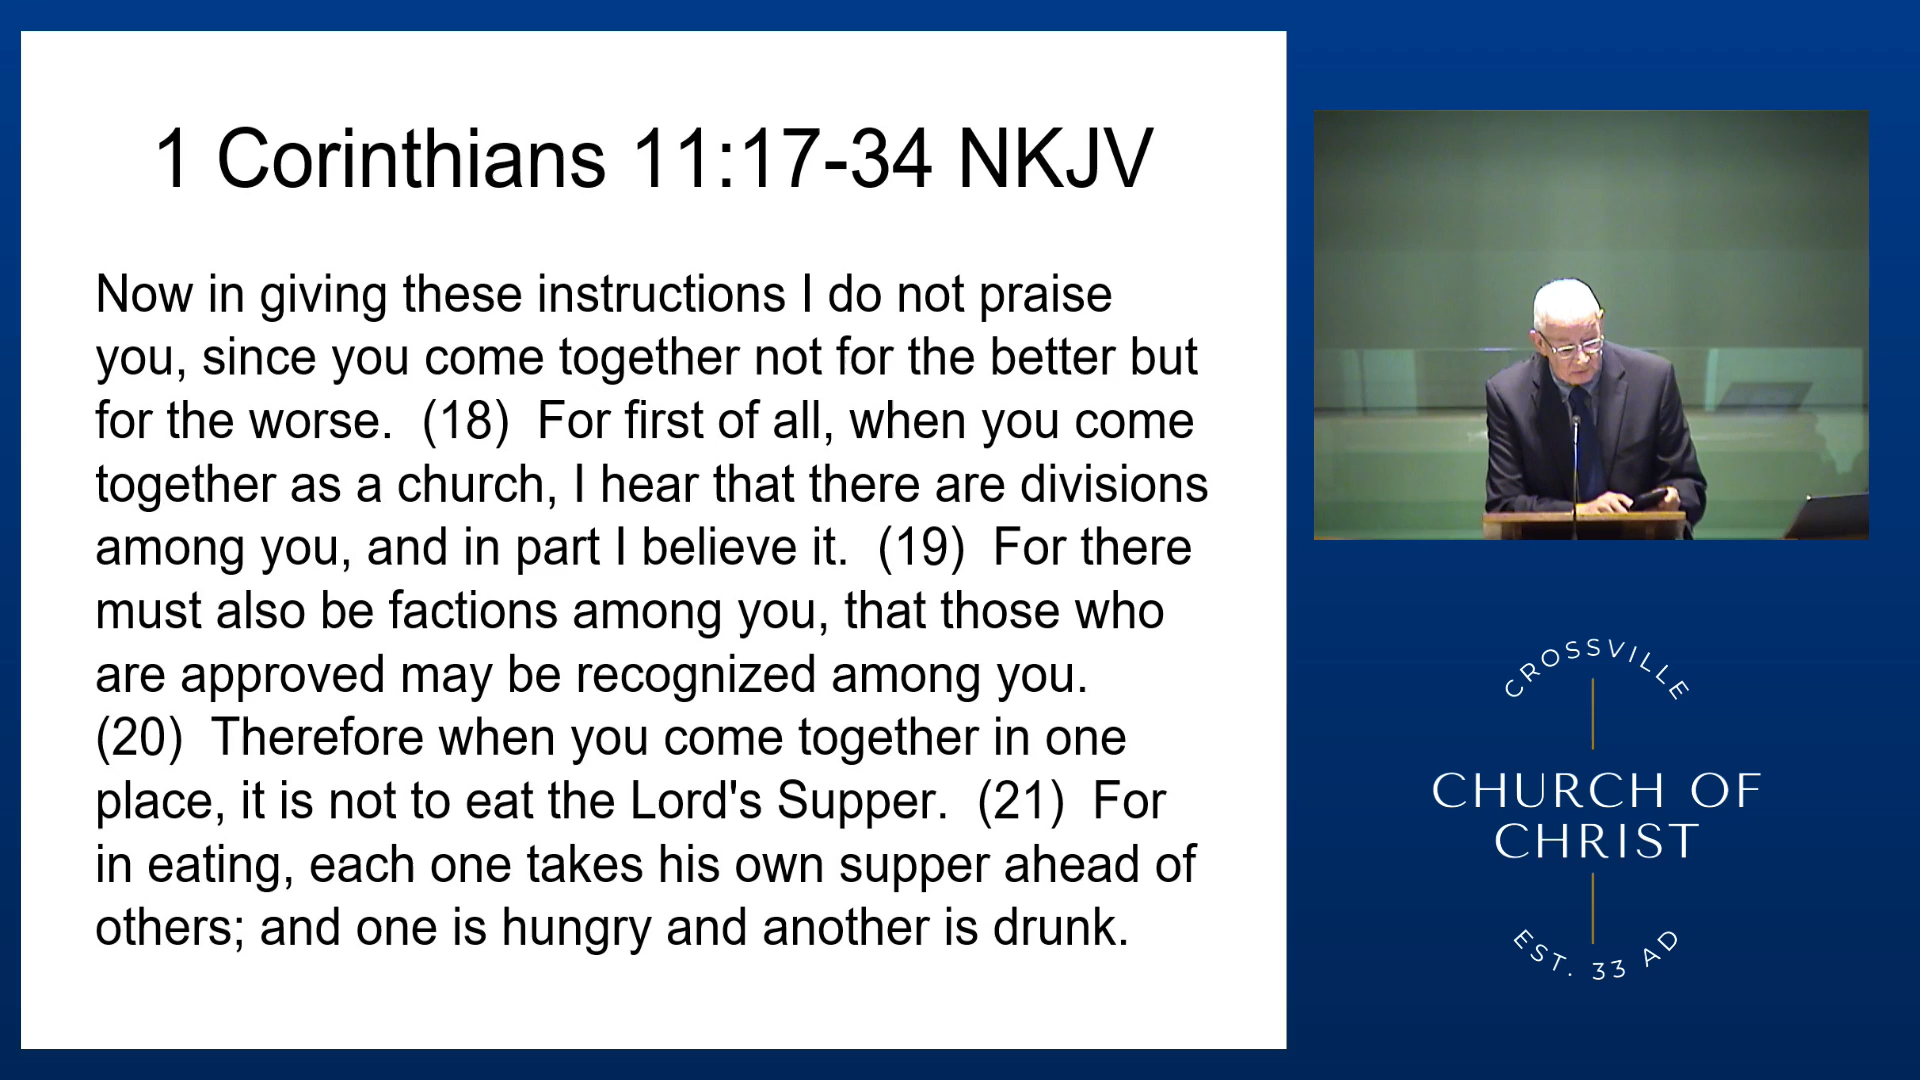 1 Corinthians 11:17-34 NKJV
Now in giving these instructions I do not praise
you, since you come together not for the better but
for the worse.  (18)  For first of all, when you come
together as a church, I hear that there are divisions
among you, and in part I believe it.  (19)  For there
must also be factions among you, that those who
are approved may be recognized among you.
(20)  Therefore when you come together in one
place, it is not to eat the Lord's Supper.  (21)  For
in eating, each one takes his own supper ahead of
others; and one is hungry and another is drunk.
CROSSVILLE
CHURCH OF
CHRIST
EST. 33 AD